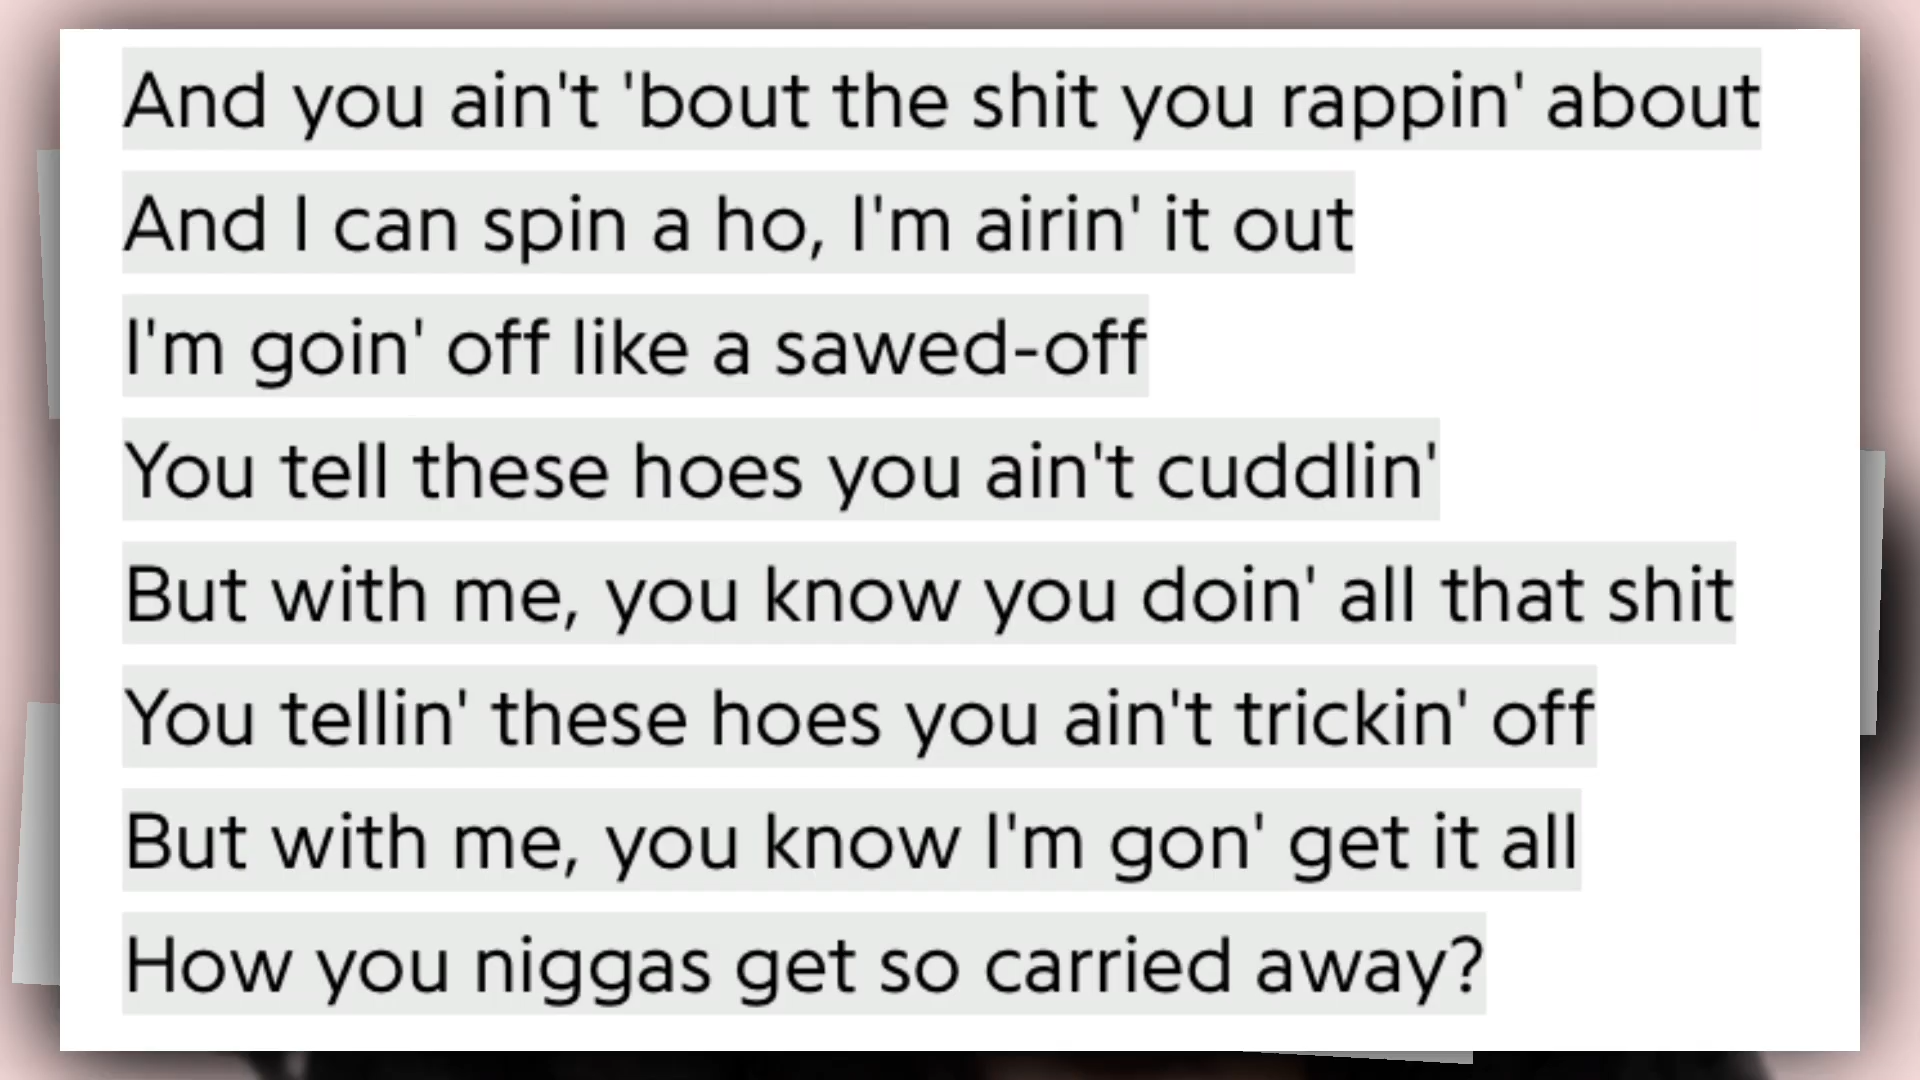 And you ain't 'bout the shit you rappin' about
And I can spin a ho, I'm airin' it out
I'm goin' off like a sawed-off
You tell these hoes you ain't cuddlin'
But with me, you know you doin' all that shit
You tellin' these hoes you ain't trickin' off
But with me, you know I'm gon' get it all
How you niggas get so carried away?